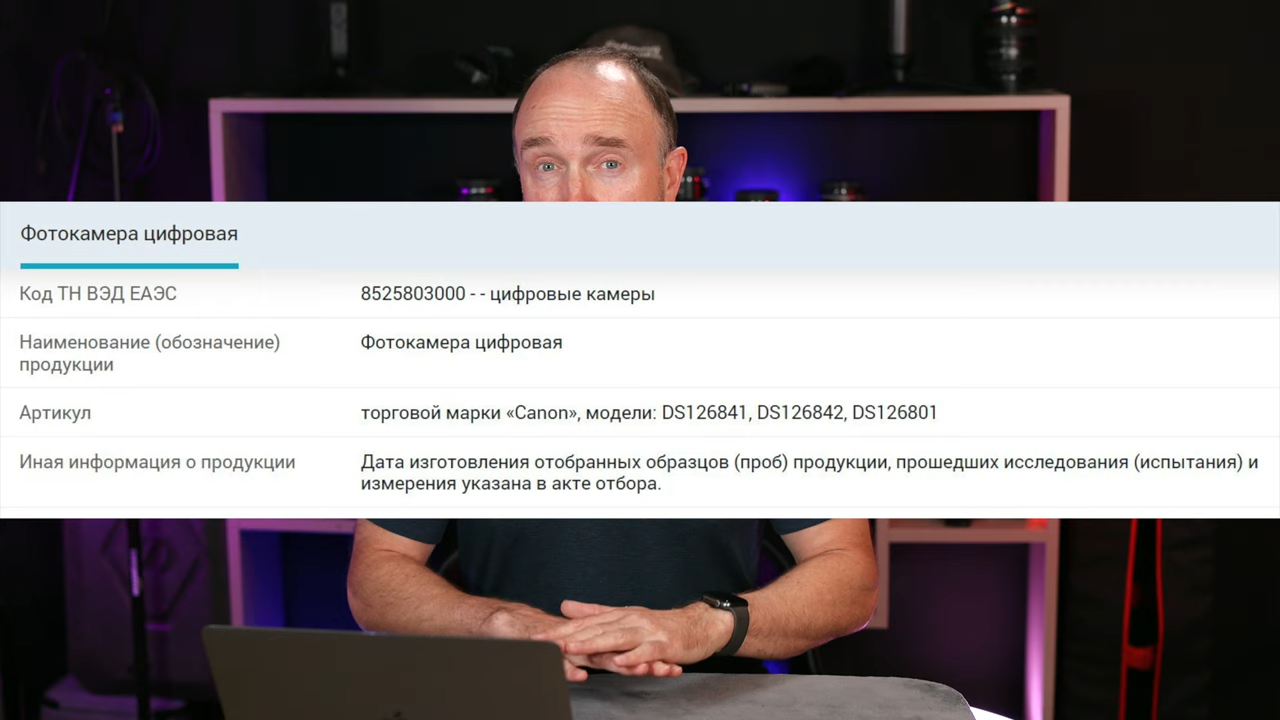 Фотокамера цифровая
Код ТН ВЭД ЕАЭС
8525803000 - - цифровые камеры
Наименование (обозначение)
продукции
Фотокамера цифровая
Артикул
торговой марки «Canon», модели: DS126841, DS126842, DS126801
Иная информация о продукции
Дата изготовления отобранных образцов (проб) продукции, прошедших исследования (испытания) и
измерения указана в акте отбора.